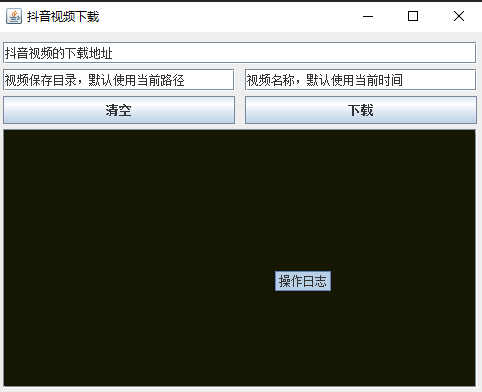 抖音视频下载
抖音视频的下载地址
视频保存目录，默认使用当前路径
视频名称，默认使用当前时间
清空
下载
操作日志